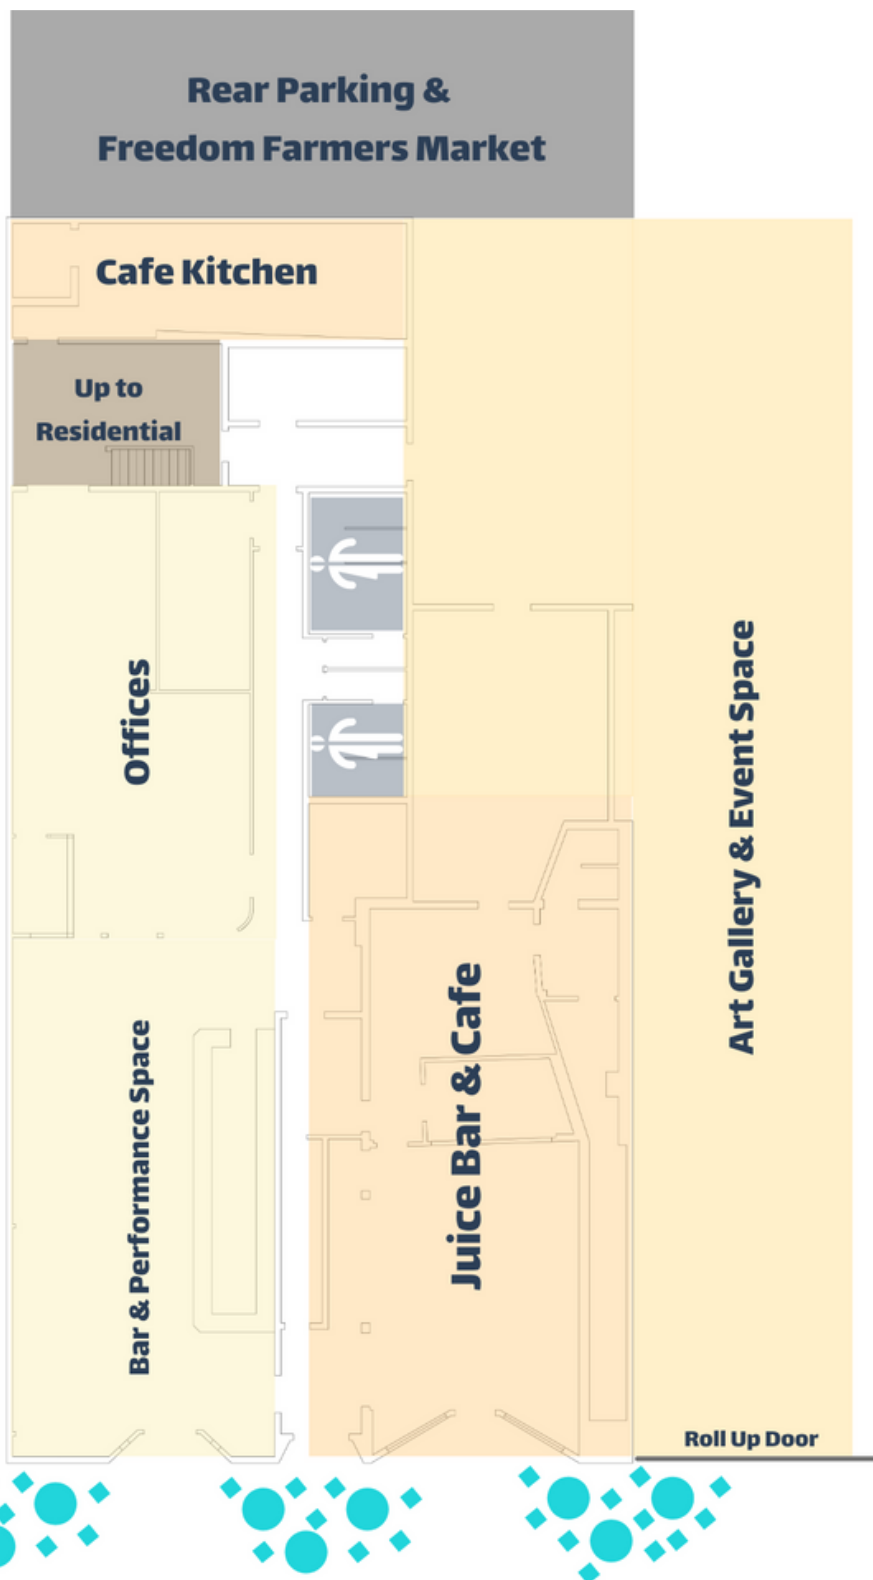 Rear Parking &
Freedom Farmers Market
Cafe Kitchen
Up to
Residential
Offices
Bar & Performance Space
Juice Bar & Cafe
Art Gallery & Event Space
Roll Up Door